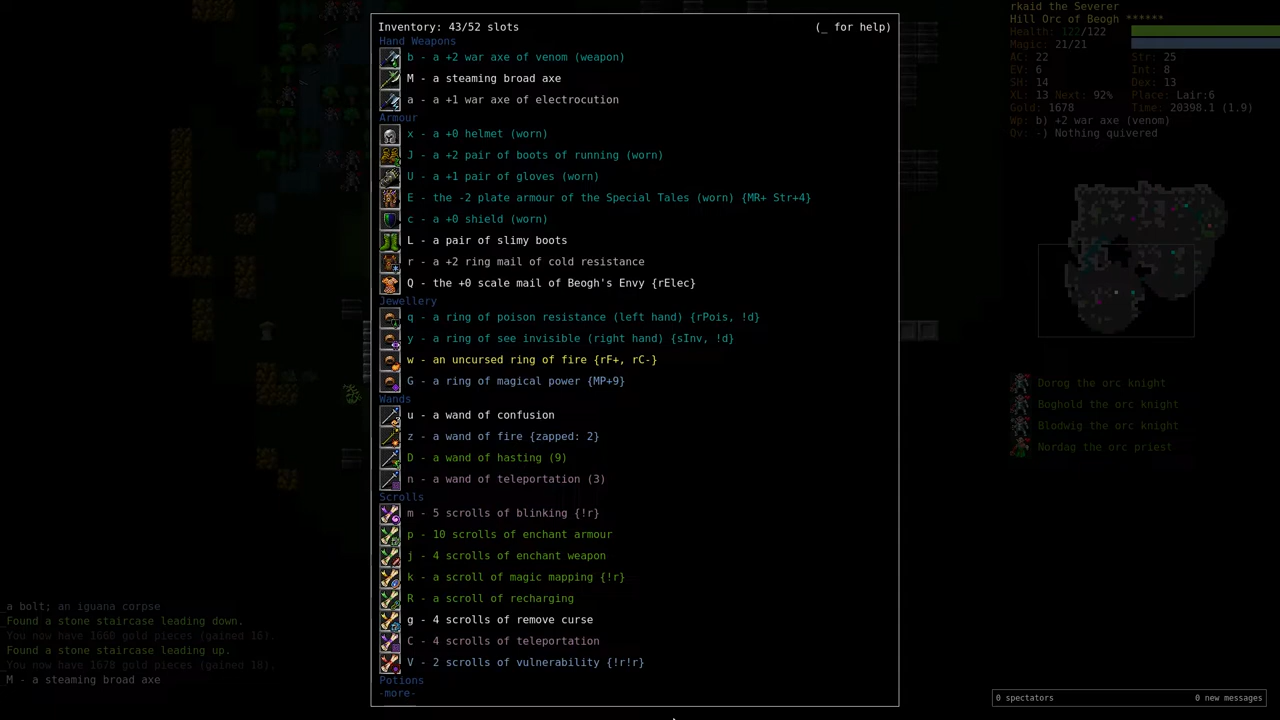 Inventory: 43/52 slots (_ for help)
Hand Weapons
b - a +2 war axe of venom (weapon)
M - a steaming broad axe
a - a +1 war axe of electrocution
Armour
x - a +0 helmet (worn)
J - a +2 pair of boots of running (worn)
U - a +1 pair of gloves (worn)
E - the -2 plate armour of the Special Tales (worn) {MR+ Str+4}
c - a +0 shield (worn)
L - a pair of slimy boots
r - a +2 ring mail of cold resistance
Q - the +0 scale mail of Beogh's Envy {rElec}
Jewellery
q - a ring of poison resistance (left hand) {rPois, !d}
y - a ring of see invisible (right hand) {sInv, !d}
w - an uncursed ring of fire {rF+, rC-}
G - a ring of magical power {MP+9}
Wands
u - a wand of confusion
z - a wand of fire {zapped: 2}
D - a wand of hasting (9)
n - a wand of teleportation (3)
Scrolls
m - 5 scrolls of blinking {!r}
p - 10 scrolls of enchant armour
j - 4 scrolls of enchant weapon
k - a scroll of magic mapping {!r}
R - a scroll of recharging
g - 4 scrolls of remove curse
C - 4 scrolls of teleportation
V - 2 scrolls of vulnerability {!r!r}
Potions
-more-
rkaid the Severer
Hill Orc of Beogh ******
Health: 122/122
Magic: 21/21
AC: 22 Str: 25
EV: 6 Int: 8
SH: 14 Dex: 13
XL: 13 Next: 92% Place: Lair:6
Gold: 1678 Time: 20398.1 (1.9)
Wp: b) +2 war axe (venom)
Qv: -) Nothing quivered
Dorog the orc knight
Boghold the orc knight
Blodwig the orc knight
Nordag the orc priest
_a bolt; an iguana corpse
_Found a stone staircase leading down.
_You now have 1660 gold pieces (gained 16).
_Found a stone staircase leading up.
_You now have 1678 gold pieces (gained 18).
_M - a steaming broad axe
0 spectators 0 new messages